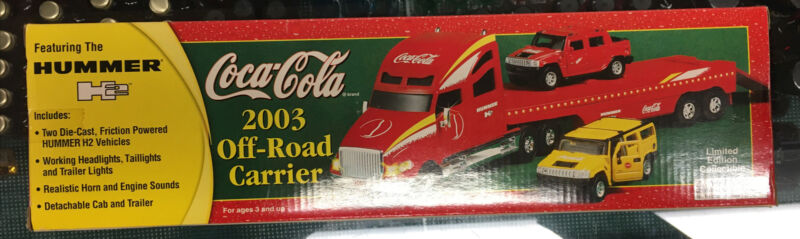 Featuring The
HUMMER
H2
Includes:
• Two Die-Cast, Friction Powered
HUMMER H2 Vehicles
• Working Headlights, Taillights
and Trailer Lights
• Realistic Horn and Engine Sounds
• Detachable Cab and Trailer
Coca-Cola
® brand
2003
Off-Road
Carrier
For ages 3 and up
Coca-Cola
HUMMER
Coca-Cola
Limited
Edition
Collectible